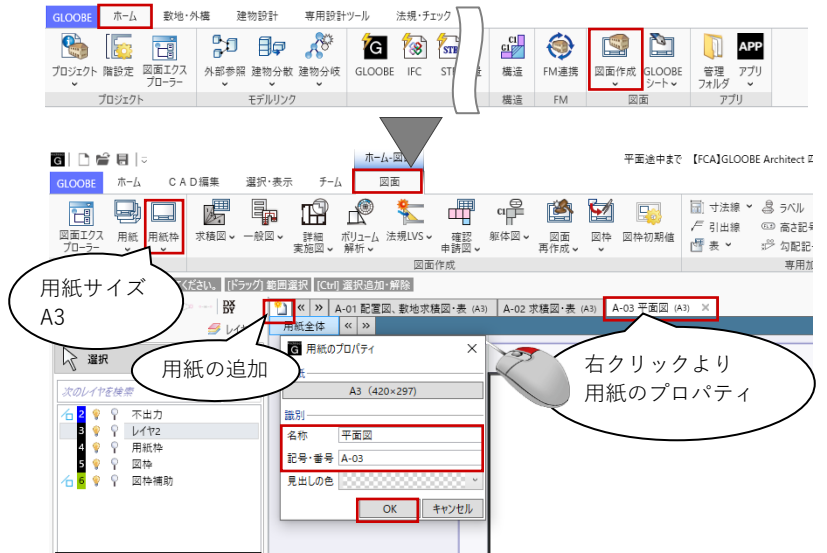 GLOOBE ホーム 敷地・外構 建物設計 専用設計ツール 法規・チェック
プロジェクト 階設定 図面エクスプローラー 外部参照 建物分散 建物分岐 GLOOBE IFC 構造 FM連携 図面作成 GLOOBEシート 管理フォルダ アプリ
プロジェクト モデルリンク 構造 FM 図面 アプリ
ホーム-図面 平面途中まで 【FCA】GLOOBE Architect
GLOOBE ホーム CAD編集 選択・表示 チーム 図面
図面エクスプローラー 用紙 用紙枠 求積図 一般図 詳細実施図 ボリューム解析 法規LVS 確認申請図 躯体図 図面再作成 図枠 図枠初期値
寸法線 ラベル
引出線 高さ記号
表 勾配記
図面作成 専用加
ください。 [ドラッグ] 範囲選択 [Ctrl] 選択追加・解除
用紙サイズ
A3
A-01 配置図、敷地求積図・表 (A3) A-02 求積図・表 (A3) A-03 平面図 (A3)
用紙全体
用紙の追加
右クリックより
用紙のプロパティ
選択
次のレイヤを検索
2 不出力
3 レイヤ2
4 用紙枠
5 図枠
6 図枠補助
用紙のプロパティ
A3 (420×297)
識別
名称 平面図
記号・番号 A-03
見出しの色
OK キャンセル